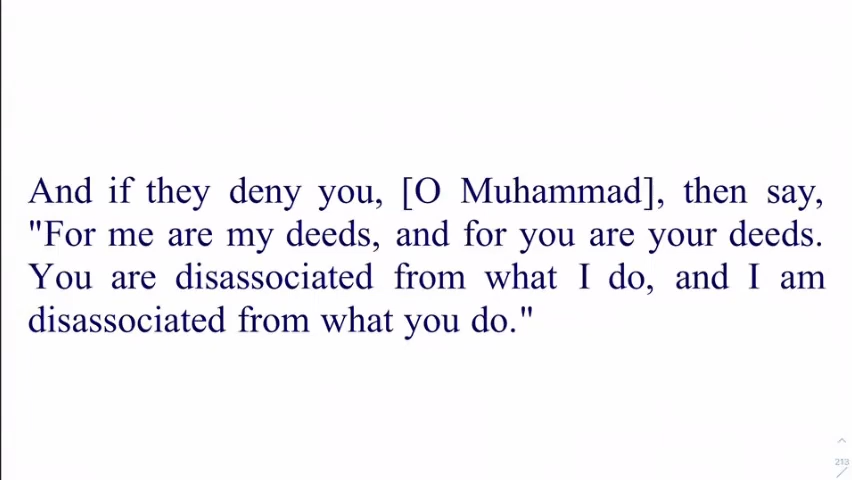 And if they deny you, [O Muhammad], then say,
"For me are my deeds, and for you are your deeds.
You are disassociated from what I do, and I am
disassociated from what you do."
213